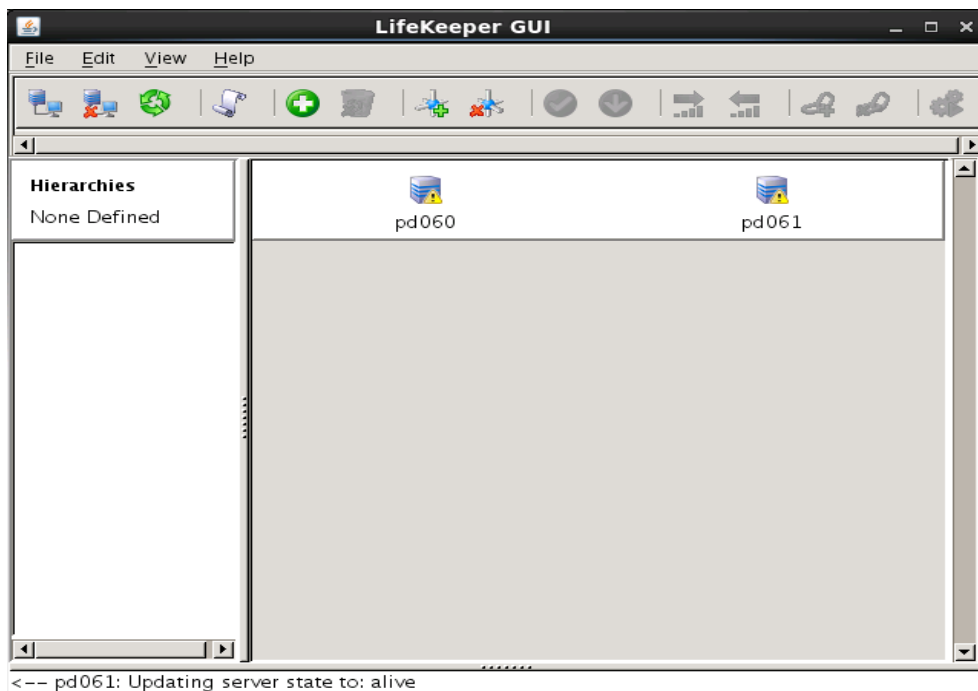 LifeKeeper GUI
File Edit View Help
Hierarchies
None Defined
pd060 pd061
<-- pd061: Updating server state to: alive